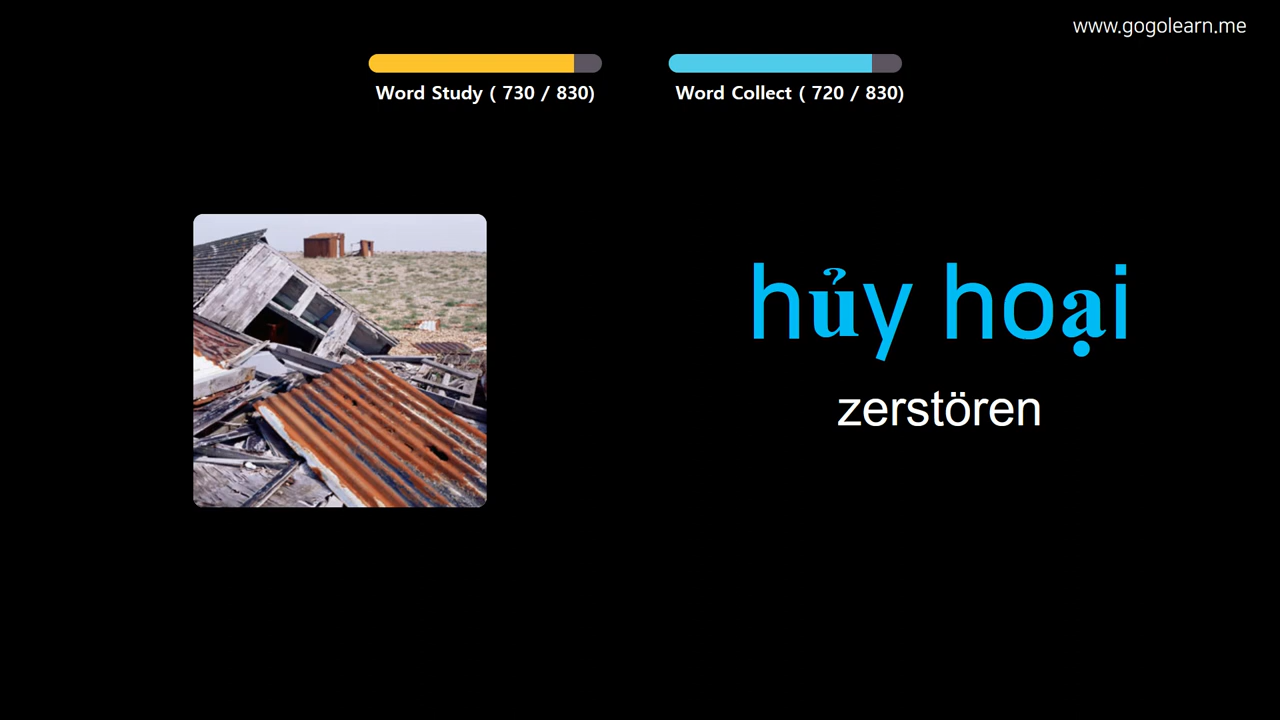 www.gogolearn.me
Word Study ( 730 / 830)
Word Collect ( 720 / 830)
hủy hoại
zerstören